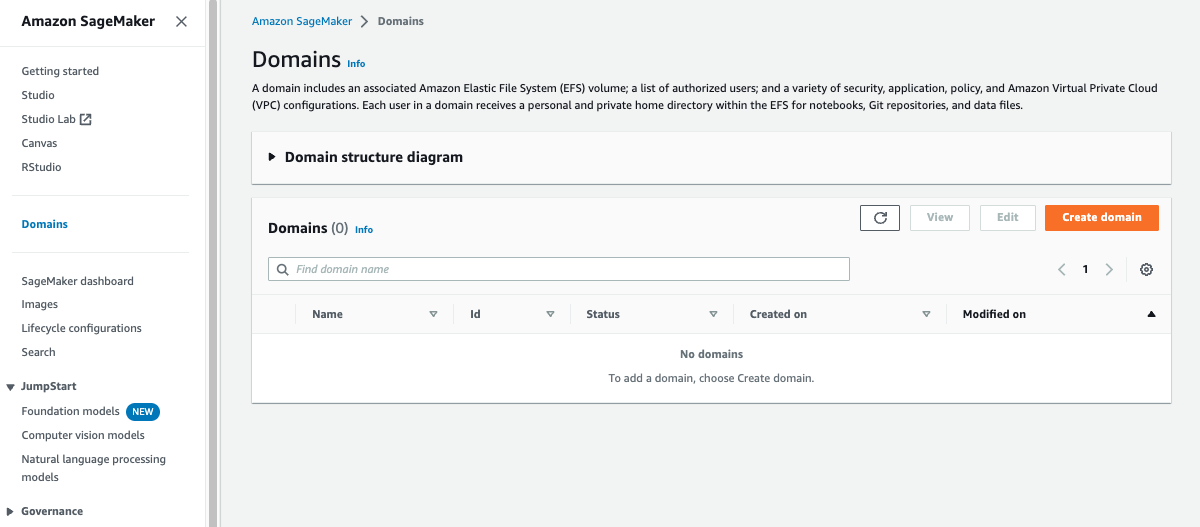 Amazon SageMaker
Getting started
Studio
Studio Lab
Canvas
RStudio
Domains
SageMaker dashboard
Images
Lifecycle configurations
Search
JumpStart
Foundation models NEW
Computer vision models
Natural language processing
models
Governance
Amazon SageMaker Domains
Domains Info
A domain includes an associated Amazon Elastic File System (EFS) volume; a list of authorized users; and a variety of security, application, policy, and Amazon Virtual Private Cloud
(VPC) configurations. Each user in a domain receives a personal and private home directory within the EFS for notebooks, Git repositories, and data files.
Domain structure diagram
Domains (0) Info
View Edit Create domain
Find domain name
1
Name Id Status Created on Modified on
No domains
To add a domain, choose Create domain.